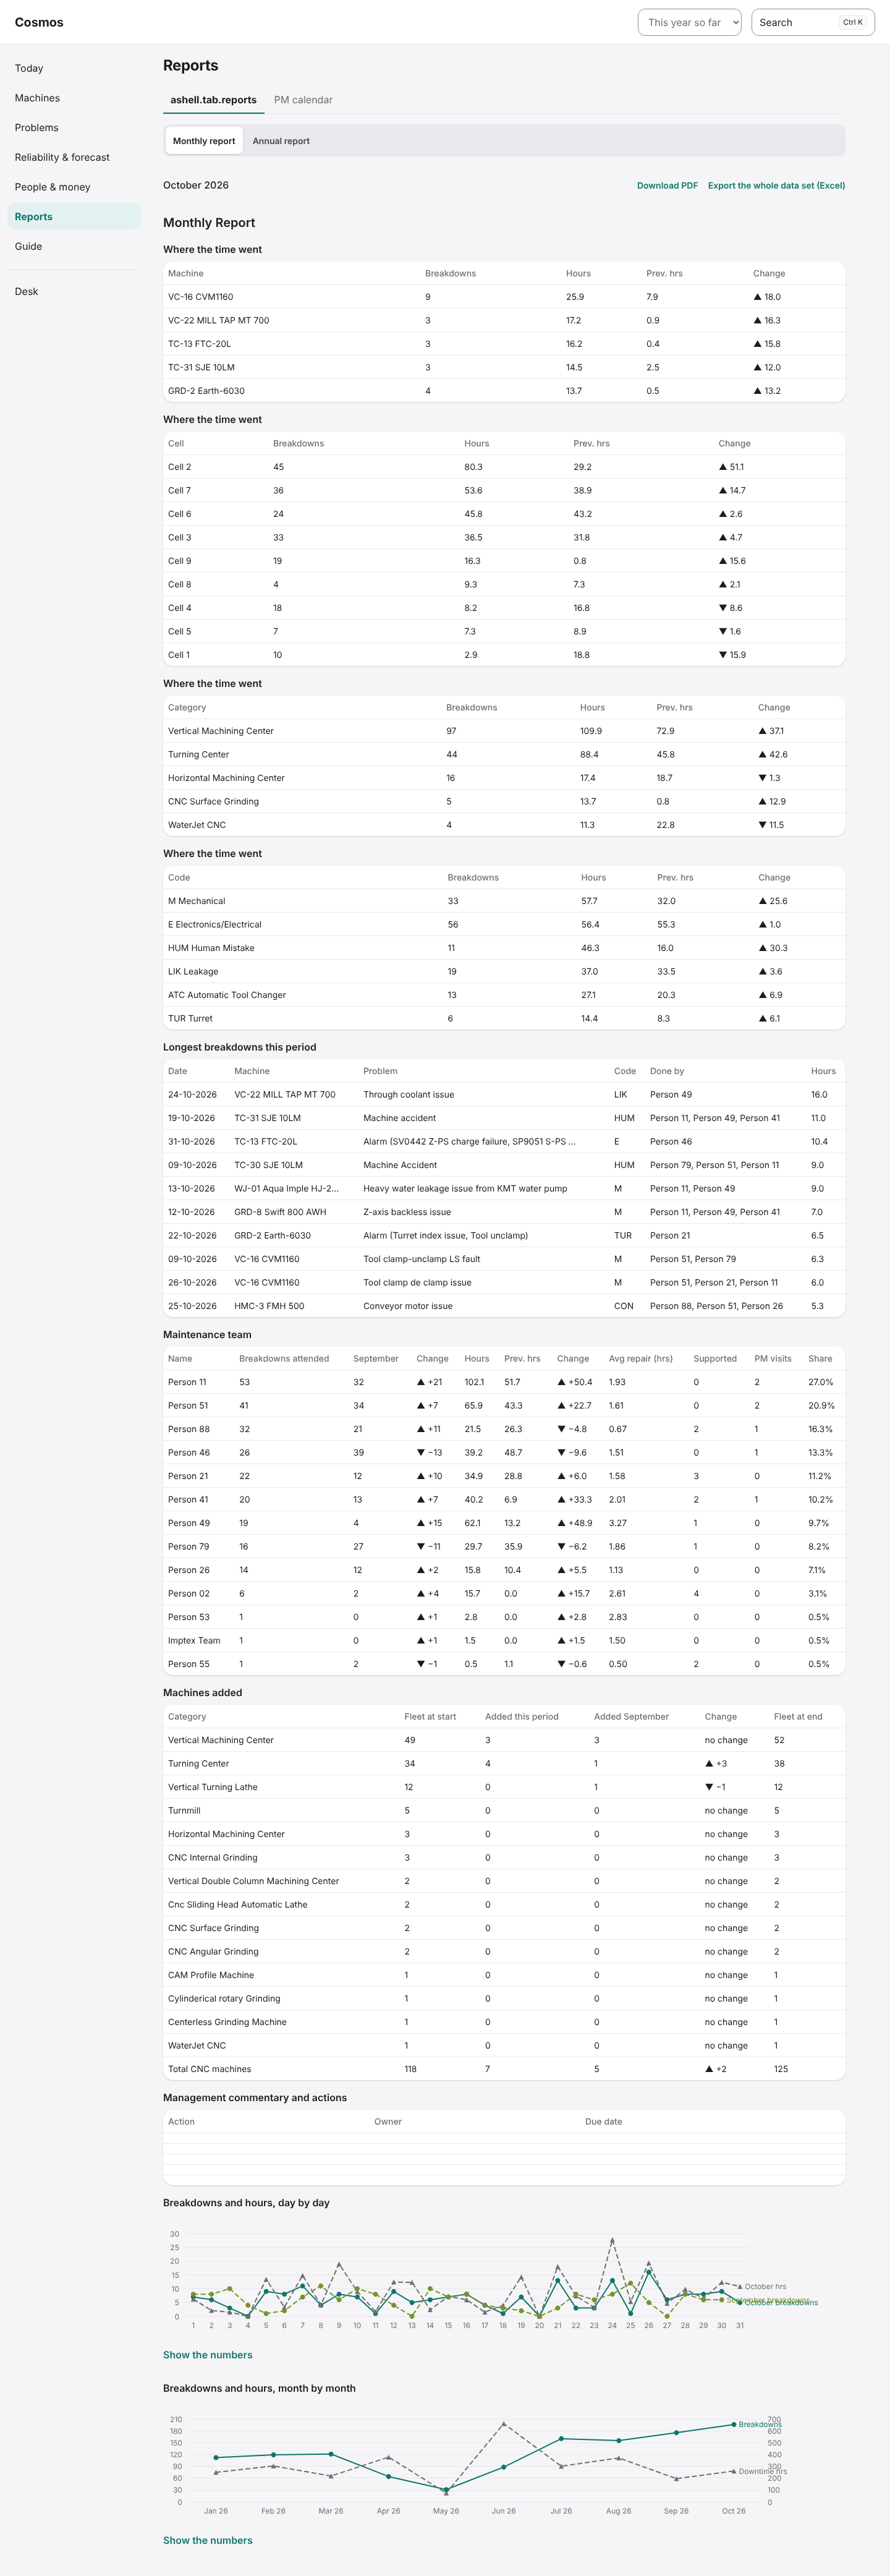 Cosmos
This year so far
Search Ctrl K
Today
Machines
Problems
Reliability & forecast
People & money
Reports
Guide
Desk
Reports
ashell.tab.reports PM calendar
Monthly report Annual report
October 2026 Download PDF Export the whole data set (Excel)
Monthly Report
Where the time went
Machine Breakdowns Hours Prev. hrs Change
VC-16 CVM1160 9 25.9 7.9 ▲ 18.0
VC-22 MILL TAP MT 700 3 17.2 0.9 ▲ 16.3
TC-13 FTC-20L 3 16.2 0.4 ▲ 15.8
TC-31 SJE 10LM 3 14.5 2.5 ▲ 12.0
GRD-2 Earth-6030 4 13.7 0.5 ▲ 13.2
Where the time went
Cell Breakdowns Hours Prev. hrs Change
Cell 2 45 80.3 29.2 ▲ 51.1
Cell 7 36 53.6 38.9 ▲ 14.7
Cell 6 24 45.8 43.2 ▲ 2.6
Cell 3 33 36.5 31.8 ▲ 4.7
Cell 9 19 16.3 0.8 ▲ 15.6
Cell 8 4 9.3 7.3 ▲ 2.1
Cell 4 18 8.2 16.8 ▼ 8.6
Cell 5 7 7.3 8.9 ▼ 1.6
Cell 1 10 2.9 18.8 ▼ 15.9
Where the time went
Category Breakdowns Hours Prev. hrs Change
Vertical Machining Center 97 109.9 72.9 ▲ 37.1
Turning Center 44 88.4 45.8 ▲ 42.6
Horizontal Machining Center 16 17.4 18.7 ▼ 1.3
CNC Surface Grinding 5 13.7 0.8 ▲ 12.9
WaterJet CNC 4 11.3 22.8 ▼ 11.5
Where the time went
Code Breakdowns Hours Prev. hrs Change
M Mechanical 33 57.7 32.0 ▲ 25.6
E Electronics/Electrical 56 56.4 55.3 ▲ 1.0
HUM Human Mistake 11 46.3 16.0 ▲ 30.3
LIK Leakage 19 37.0 33.5 ▲ 3.6
ATC Automatic Tool Changer 13 27.1 20.3 ▲ 6.9
TUR Turret 6 14.4 8.3 ▲ 6.1
Longest breakdowns this period
Date Machine Problem Code Done by Hours
24-10-2026 VC-22 MILL TAP MT 700 Through coolant issue LIK Person 49 16.0
19-10-2026 TC-31 SJE 10LM Machine accident HUM Person 11, Person 49, Person 41 11.0
31-10-2026 TC-13 FTC-20L Alarm (SV0442 Z-PS charge failure, SP9051 S-PS ... E Person 46 10.4
09-10-2026 TC-30 SJE 10LM Machine Accident HUM Person 79, Person 51, Person 11 9.0
13-10-2026 WJ-01 Aqua Imple HJ-2... Heavy water leakage issue from KMT water pump M Person 11, Person 49 9.0
12-10-2026 GRD-8 Swift 800 AWH Z-axis backless issue M Person 11, Person 49, Person 41 7.0
22-10-2026 GRD-2 Earth-6030 Alarm (Turret index issue, Tool unclamp) TUR Person 21 6.5
09-10-2026 VC-16 CVM1160 Tool clamp-unclamp LS fault M Person 51, Person 79 6.3
26-10-2026 VC-16 CVM1160 Tool clamp de clamp issue M Person 51, Person 21, Person 11 6.0
25-10-2026 HMC-3 FMH 500 Conveyor motor issue CON Person 88, Person 51, Person 26 5.3
Maintenance team
Name Breakdowns attended September Change Hours Prev. hrs Change Avg repair (hrs) Supported PM visits Share
Person 11 53 32 ▲ +21 102.1 51.7 ▲ +50.4 1.93 0 2 27.0%
Person 51 41 34 ▲ +7 65.9 43.3 ▲ +22.7 1.61 0 2 20.9%
Person 88 32 21 ▲ +11 21.5 26.3 ▼ −4.8 0.67 2 1 16.3%
Person 46 26 39 ▼ −13 39.2 48.7 ▼ −9.6 1.51 0 1 13.3%
Person 21 22 12 ▲ +10 34.9 28.8 ▲ +6.0 1.58 3 0 11.2%
Person 41 20 13 ▲ +7 40.2 6.9 ▲ +33.3 2.01 2 1 10.2%
Person 49 19 4 ▲ +15 62.1 13.2 ▲ +48.9 3.27 1 0 9.7%
Person 79 16 27 ▼ −11 29.7 35.9 ▼ −6.2 1.86 1 0 8.2%
Person 26 14 12 ▲ +2 15.8 10.4 ▲ +5.5 1.13 0 0 7.1%
Person 02 6 2 ▲ +4 15.7 0.0 ▲ +15.7 2.61 4 0 3.1%
Person 53 1 0 ▲ +1 2.8 0.0 ▲ +2.8 2.83 0 0 0.5%
Imptex Team 1 0 ▲ +1 1.5 0.0 ▲ +1.5 1.50 0 0 0.5%
Person 55 1 2 ▼ −1 0.5 1.1 ▼ −0.6 0.50 2 0 0.5%
Machines added
Category Fleet at start Added this period Added September Change Fleet at end
Vertical Machining Center 49 3 3 no change 52
Turning Center 34 4 1 ▲ +3 38
Vertical Turning Lathe 12 0 1 ▼ −1 12
Turnmill 5 0 0 no change 5
Horizontal Machining Center 3 0 0 no change 3
CNC Internal Grinding 3 0 0 no change 3
Vertical Double Column Machining Center 2 0 0 no change 2
Cnc Sliding Head Automatic Lathe 2 0 0 no change 2
CNC Surface Grinding 2 0 0 no change 2
CNC Angular Grinding 2 0 0 no change 2
CAM Profile Machine 1 0 0 no change 1
Cylinderical rotary Grinding 1 0 0 no change 1
Centerless Grinding Machine 1 0 0 no change 1
WaterJet CNC 1 0 0 no change 1
Total CNC machines 118 7 5 ▲ +2 125
Management commentary and actions
Action Owner Due date
Breakdowns and hours, day by day
30
25
20
15
10
5
0
October hrs
September breakdowns
October breakdowns
1 2 3 4 5 6 7 8 9 10 11 12 13 14 15 16 17 18 19 20 21 22 23 24 25 26 27 28 29 30 31
Show the numbers
Breakdowns and hours, month by month
210 700
180 600
150 500
120 400
90 300
60 200
30 100
0 0
Breakdowns
Downtime hrs
Jan 26 Feb 26 Mar 26 Apr 26 May 26 Jun 26 Jul 26 Aug 26 Sep 26 Oct 26
Show the numbers